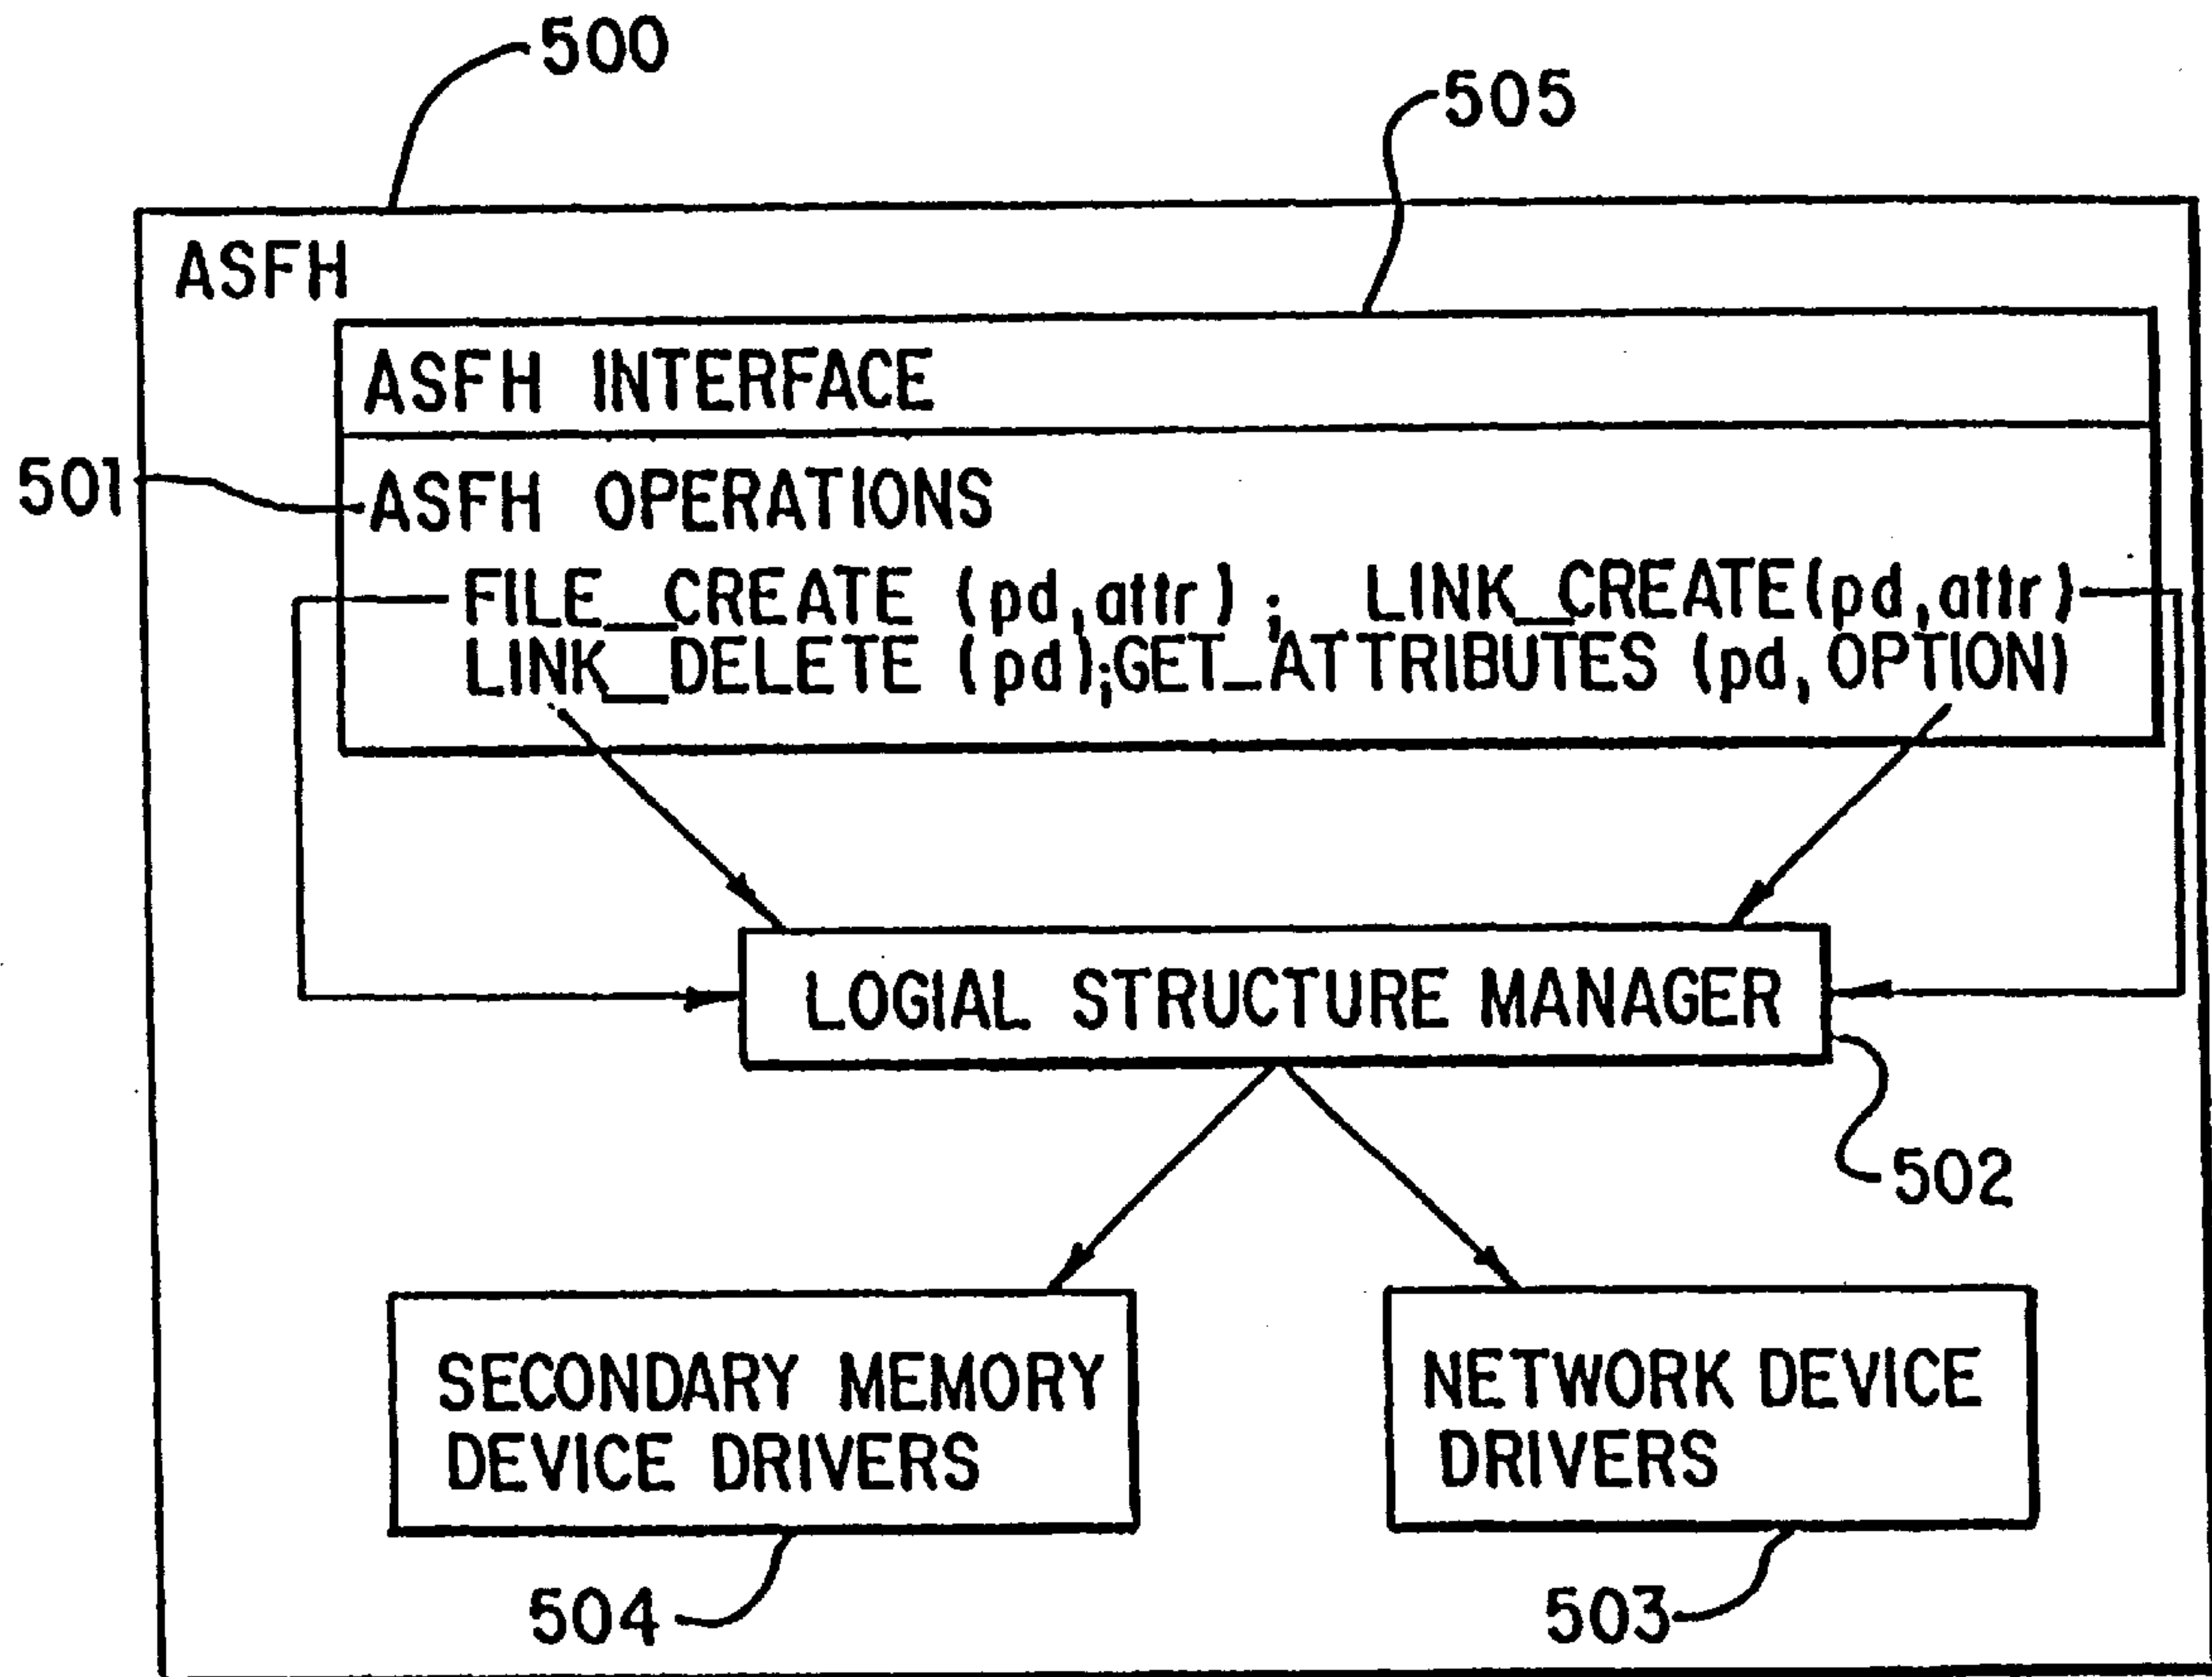 500
505
ASFH
ASFH INTERFACE
501
ASFH OPERATIONS
FILE_CREATE (pd,attr) ; LINK_CREATE(pd,attr)
LINK_DELETE (pd);GET_ATTRIBUTES (pd, OPTION)
LOGIAL STRUCTURE MANAGER
502
SECONDARY MEMORY
DEVICE DRIVERS
NETWORK DEVICE
DRIVERS
504
503